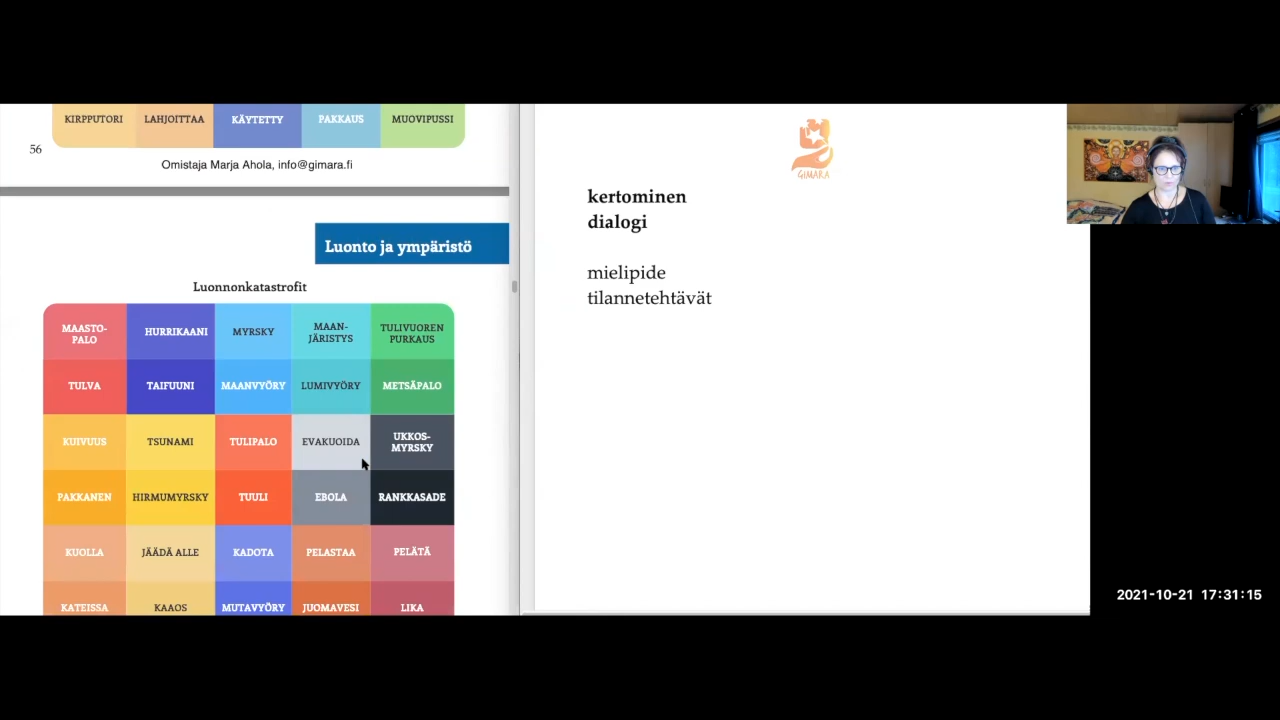 KIRPPUTORI LAHJOITTAA KÄYTETTY PAKKAUS MUOVIPUSSI
56
Omistaja Marja Ahola, info@gimara.fi
Luonto ja ympäristö
Luonnonkatastrofit
MAASTO-
PALO
HURRIKAANI
MYRSKY
MAAN-
JÄRISTYS
TULIVUOREN
PURKAUS
TULVA TAIFUUNI MAANVYÖRY LUMIVYÖRY METSÄPALO
KUIVUUS TSUNAMI TULIPALO EVAKUOIDA
UKKOS-
MYRSKY
PAKKANEN HIRMUMYRSKY TUULI EBOLA RANKKASADE
KUOLLA JÄÄDÄ ALLE KADOTA PELASTAA PELÄTÄ
KATEISSA KAAOS MUTAVYÖRY JUOMAVESI LIKA
GIMARA
kertominen
dialogi
mielipide
tilannetehtävät
2021-10-21 17:31:15